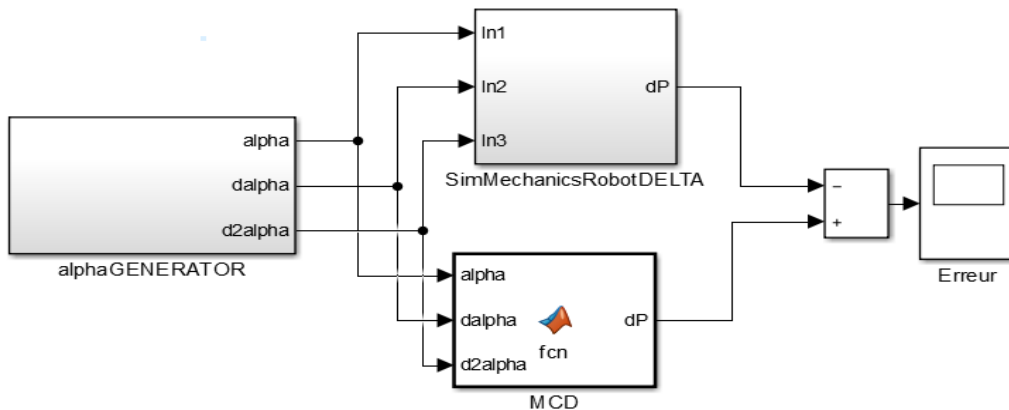 alpha
dalpha
d2alpha
alphaGENERATOR
In1
In2
In3
dP
SimMechanicsRobotDELTA
alpha
dalpha
d2alpha
fcn
dP
MCD
−
+
Erreur